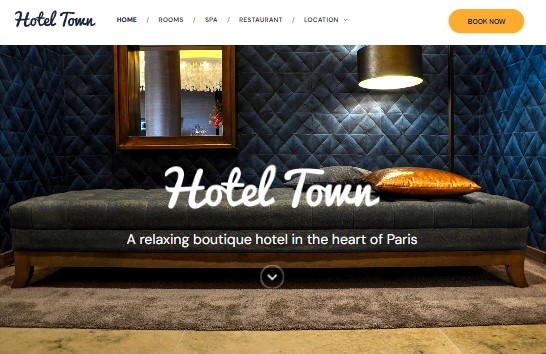 Hotel Town
HOME / ROOMS / SPA / RESTAURANT / LOCATION
BOOK NOW
Hotel Town
A relaxing boutique hotel in the heart of Paris